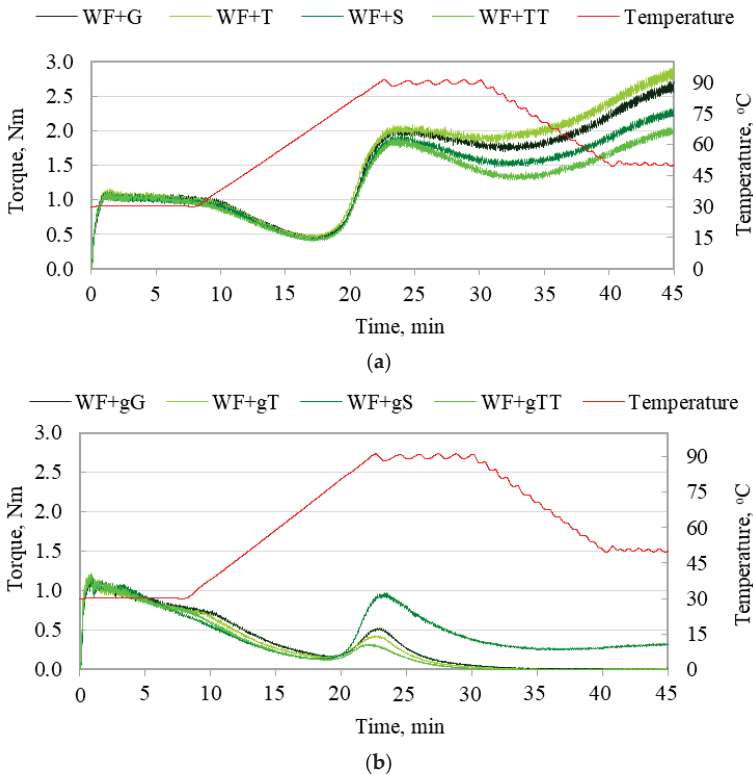 WF+G WF+T WF+S WF+TT Temperature
3.0
2.5
2.0
1.5
1.0
0.5
0.0
Torque, Nm
90
75
60
45
30
15
0
Temperature, °C
0 5 10 15 20 25 30 35 40 45
Time, min
(a)
WF+gG WF+gT WF+gS WF+gTT Temperature
3.0
2.5
2.0
1.5
1.0
0.5
0.0
Torque, Nm
90
75
60
45
30
15
0
Temperature, °C
0 5 10 15 20 25 30 35 40 45
Time, min
(b)